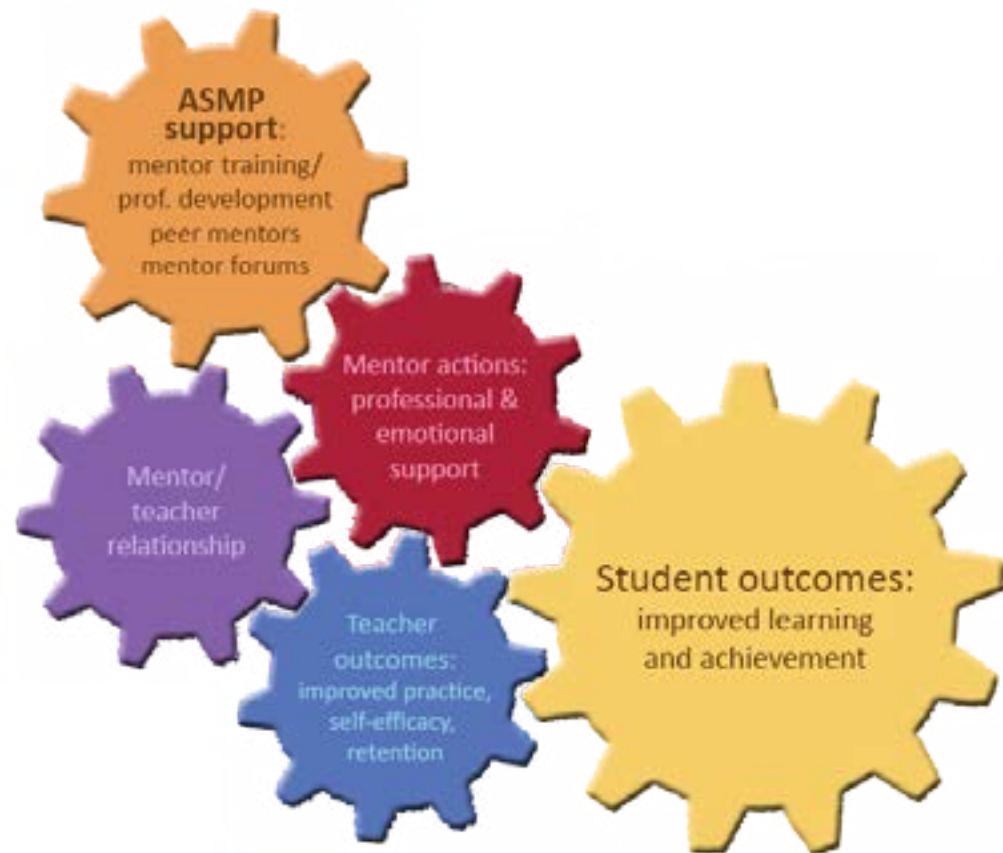 ASMP
support:
mentor training/
prof. development
peer mentors
mentor forums
Mentor actions:
professional &
emotional
support
Mentor/
teacher
relationship
Teacher
outcomes:
improved practice,
self-efficacy,
retention
Student outcomes:
improved learning
and achievement